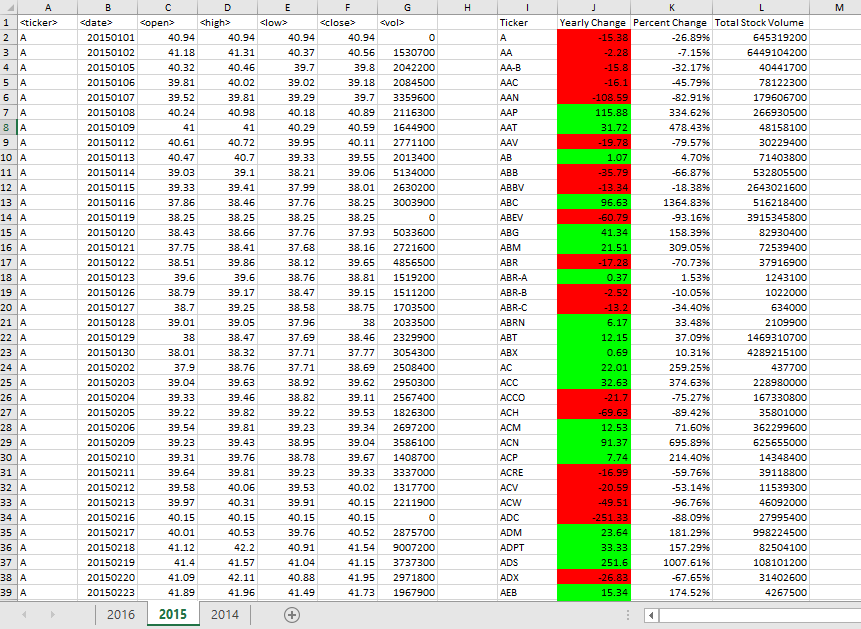 A B C D E F G H I J K L M
1 <ticker> <date> <open> <high> <low> <close> <vol> Ticker Yearly Change Percent Change Total Stock Volume
2 A 20150101 40.94 40.94 40.94 40.94 0 A -15.38 -26.89% 645319200
3 A 20150102 41.18 41.31 40.37 40.56 1530700 AA -2.28 -7.15% 6449104200
4 A 20150105 40.32 40.46 39.7 39.8 2042200 AA-B -15.8 -32.17% 40441700
5 A 20150106 39.81 40.02 39.02 39.18 2084500 AAC -16.1 -45.79% 78122300
6 A 20150107 39.52 39.81 39.29 39.7 3359600 AAN -108.59 -82.91% 179606700
7 A 20150108 40.24 40.98 40.18 40.89 2116300 AAP 115.88 334.62% 266930500
8 A 20150109 41 41 40.29 40.59 1644900 AAT 31.72 478.43% 48158100
9 A 20150112 40.61 40.72 39.95 40.11 2771100 AAV -19.78 -79.57% 30229400
10 A 20150113 40.47 40.7 39.33 39.55 2013400 AB 1.07 4.70% 71403800
11 A 20150114 39.03 39.1 38.21 39.06 5134000 ABB -35.79 -66.87% 532805500
12 A 20150115 39.33 39.41 37.99 38.01 2630200 ABBV -13.34 -18.38% 2643021600
13 A 20150116 37.86 38.46 37.76 38.25 3003900 ABC 96.63 1364.83% 516218400
14 A 20150119 38.25 38.25 38.25 38.25 0 ABEV -60.79 -93.16% 3915345800
15 A 20150120 38.43 38.66 37.76 37.93 5033600 ABG 41.34 158.39% 82930400
16 A 20150121 37.75 38.41 37.68 38.16 2721600 ABM 21.51 309.05% 72539400
17 A 20150122 38.51 39.86 38.12 39.65 4856500 ABR -17.28 -70.73% 37916900
18 A 20150123 39.6 39.6 38.76 38.81 1519200 ABR-A 0.37 1.53% 1243100
19 A 20150126 38.79 39.17 38.47 39.15 1511200 ABR-B -2.52 -10.05% 1022000
20 A 20150127 38.7 39.25 38.58 38.75 1703500 ABR-C -13.2 -34.40% 634000
21 A 20150128 39.01 39.05 37.96 38 2033500 ABRN 6.17 33.48% 2109900
22 A 20150129 38 38.47 37.69 38.46 2329900 ABT 12.15 37.09% 1469310700
23 A 20150130 38.01 38.32 37.71 37.77 3054300 ABX 0.69 10.31% 4289215100
24 A 20150202 37.9 38.76 37.71 38.69 2508400 AC 22.01 259.25% 437700
25 A 20150203 39.04 39.63 38.92 39.62 2950300 ACC 32.63 374.63% 228980000
26 A 20150204 39.33 39.46 38.82 39.11 2567400 ACCO -21.7 -75.27% 167330800
27 A 20150205 39.22 39.82 39.22 39.53 1826300 ACH -69.63 -89.42% 35801000
28 A 20150206 39.54 39.81 39.23 39.34 2697200 ACM 12.53 71.60% 362299600
29 A 20150209 39.23 39.43 38.95 39.04 3586100 ACN 91.37 695.89% 625655000
30 A 20150210 39.31 39.76 38.78 39.67 1408700 ACP 7.74 214.40% 14348400
31 A 20150211 39.64 39.81 39.23 39.33 3337000 ACRE -16.99 -59.76% 39118800
32 A 20150212 39.58 40.06 39.53 40.02 1317700 ACV -20.59 -53.14% 11539300
33 A 20150213 39.97 40.31 39.91 40.15 2211900 ACW -49.51 -96.76% 46092000
34 A 20150216 40.15 40.15 40.15 40.15 0 ADC -251.33 -88.09% 27995400
35 A 20150217 40.01 40.53 39.76 40.52 2875700 ADM 23.64 181.29% 998224500
36 A 20150218 41.12 42.2 40.91 41.54 9007200 ADPT 33.33 157.29% 82504100
37 A 20150219 41.4 41.57 41.04 41.15 3737300 ADS 251.6 1007.61% 108101200
38 A 20150220 41.09 42.11 40.88 41.95 2971800 ADX -26.83 -67.65% 31402600
39 A 20150223 41.89 41.96 41.49 41.73 1967900 AEB 15.34 174.52% 4267500
2016 2015 2014